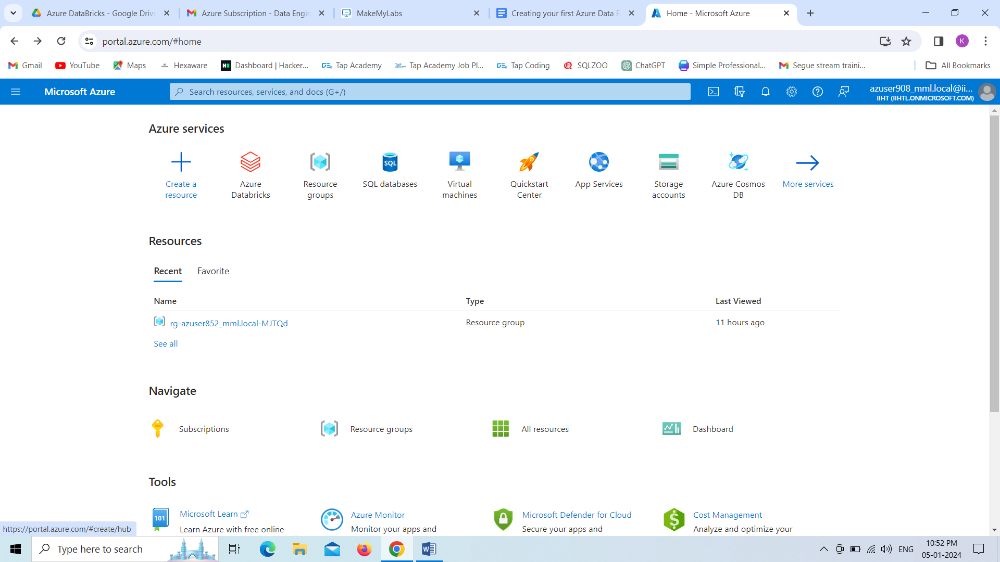 Azure DataBricks - Google Drive
Azure Subscription - Data Engin
MakeMyLabs
Creating your first Azure Data F
Home - Microsoft Azure
portal.azure.com/#home
K
Gmail
YouTube
Maps
Hexaware
Dashboard | Hacker...
Tap Academy
Tap Academy Job Pl...
Tap Coding
SQLZOO
ChatGPT
Simple Professional...
Segue stream traini...
All Bookmarks
Microsoft Azure
Search resources, services, and docs (G+/)
azuser908_mml.local@ii...
IIHT (IIHTL.ONMICROSOFT.COM)
Azure services
Create a
resource
Azure
Databricks
Resource
groups
SQL
SQL databases
Virtual
machines
Quickstart
Center
App Services
Storage
accounts
Azure Cosmos
DB
More services
Resources
Recent
Favorite
Name
Type
Last Viewed
rg-azuser852_mml.local-MJTQd
Resource group
11 hours ago
See all
Navigate
Subscriptions
Resource groups
All resources
Dashboard
Tools
101
Microsoft Learn
Learn Azure with free online
Azure Monitor
Monitor your apps and
Microsoft Defender for Cloud
Secure your apps and
Cost Management
Analyze and optimize your
https://portal.azure.com/#create/hub
Type here to search
ENG
10:52 PM
05-01-2024